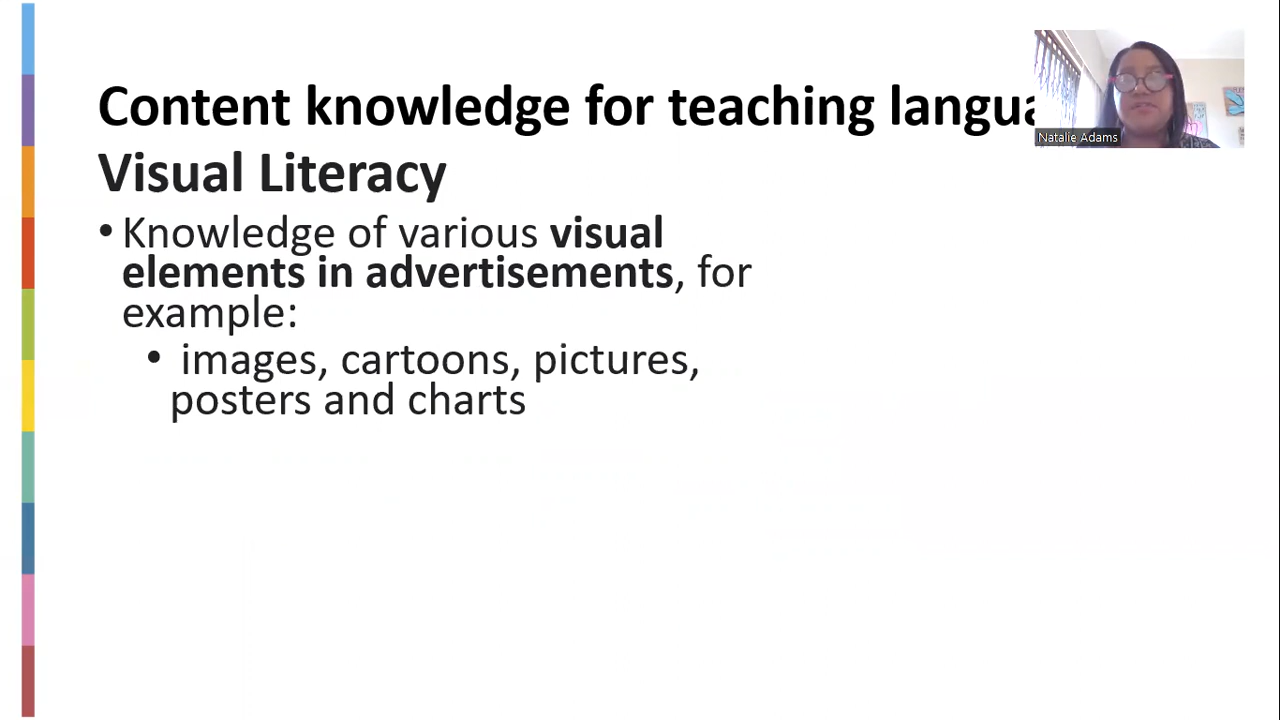 Content knowledge for teaching
Visual Literacy
• Knowledge of various visual
elements in advertisements, for
example:
• images, cartoons, pictures,
posters and charts
Natalie Adams